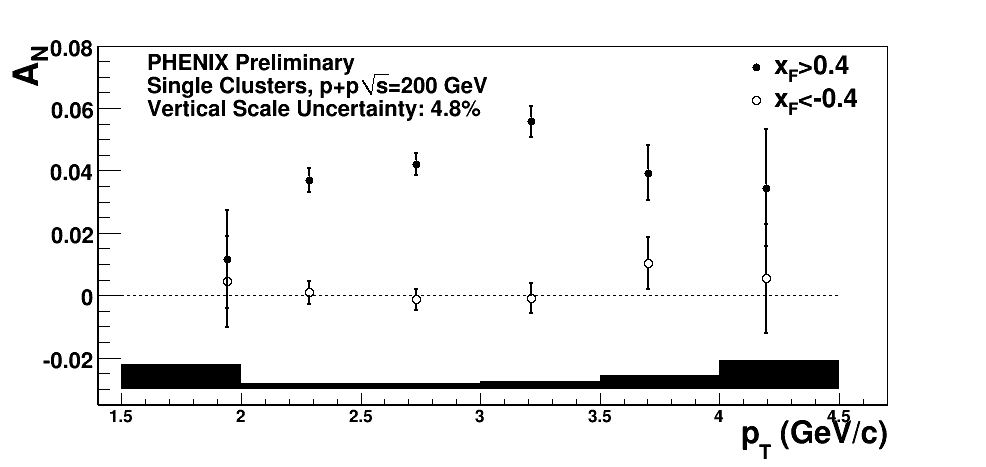 A_N
0.08
0.06
0.04
0.02
0
-0.02
PHENIX Preliminary
Single Clusters, p+p √s=200 GeV
Vertical Scale Uncertainty: 4.8%
x_F>0.4
x_F<-0.4
1.5 2 2.5 3 3.5 4 4.5
p_T (GeV/c)